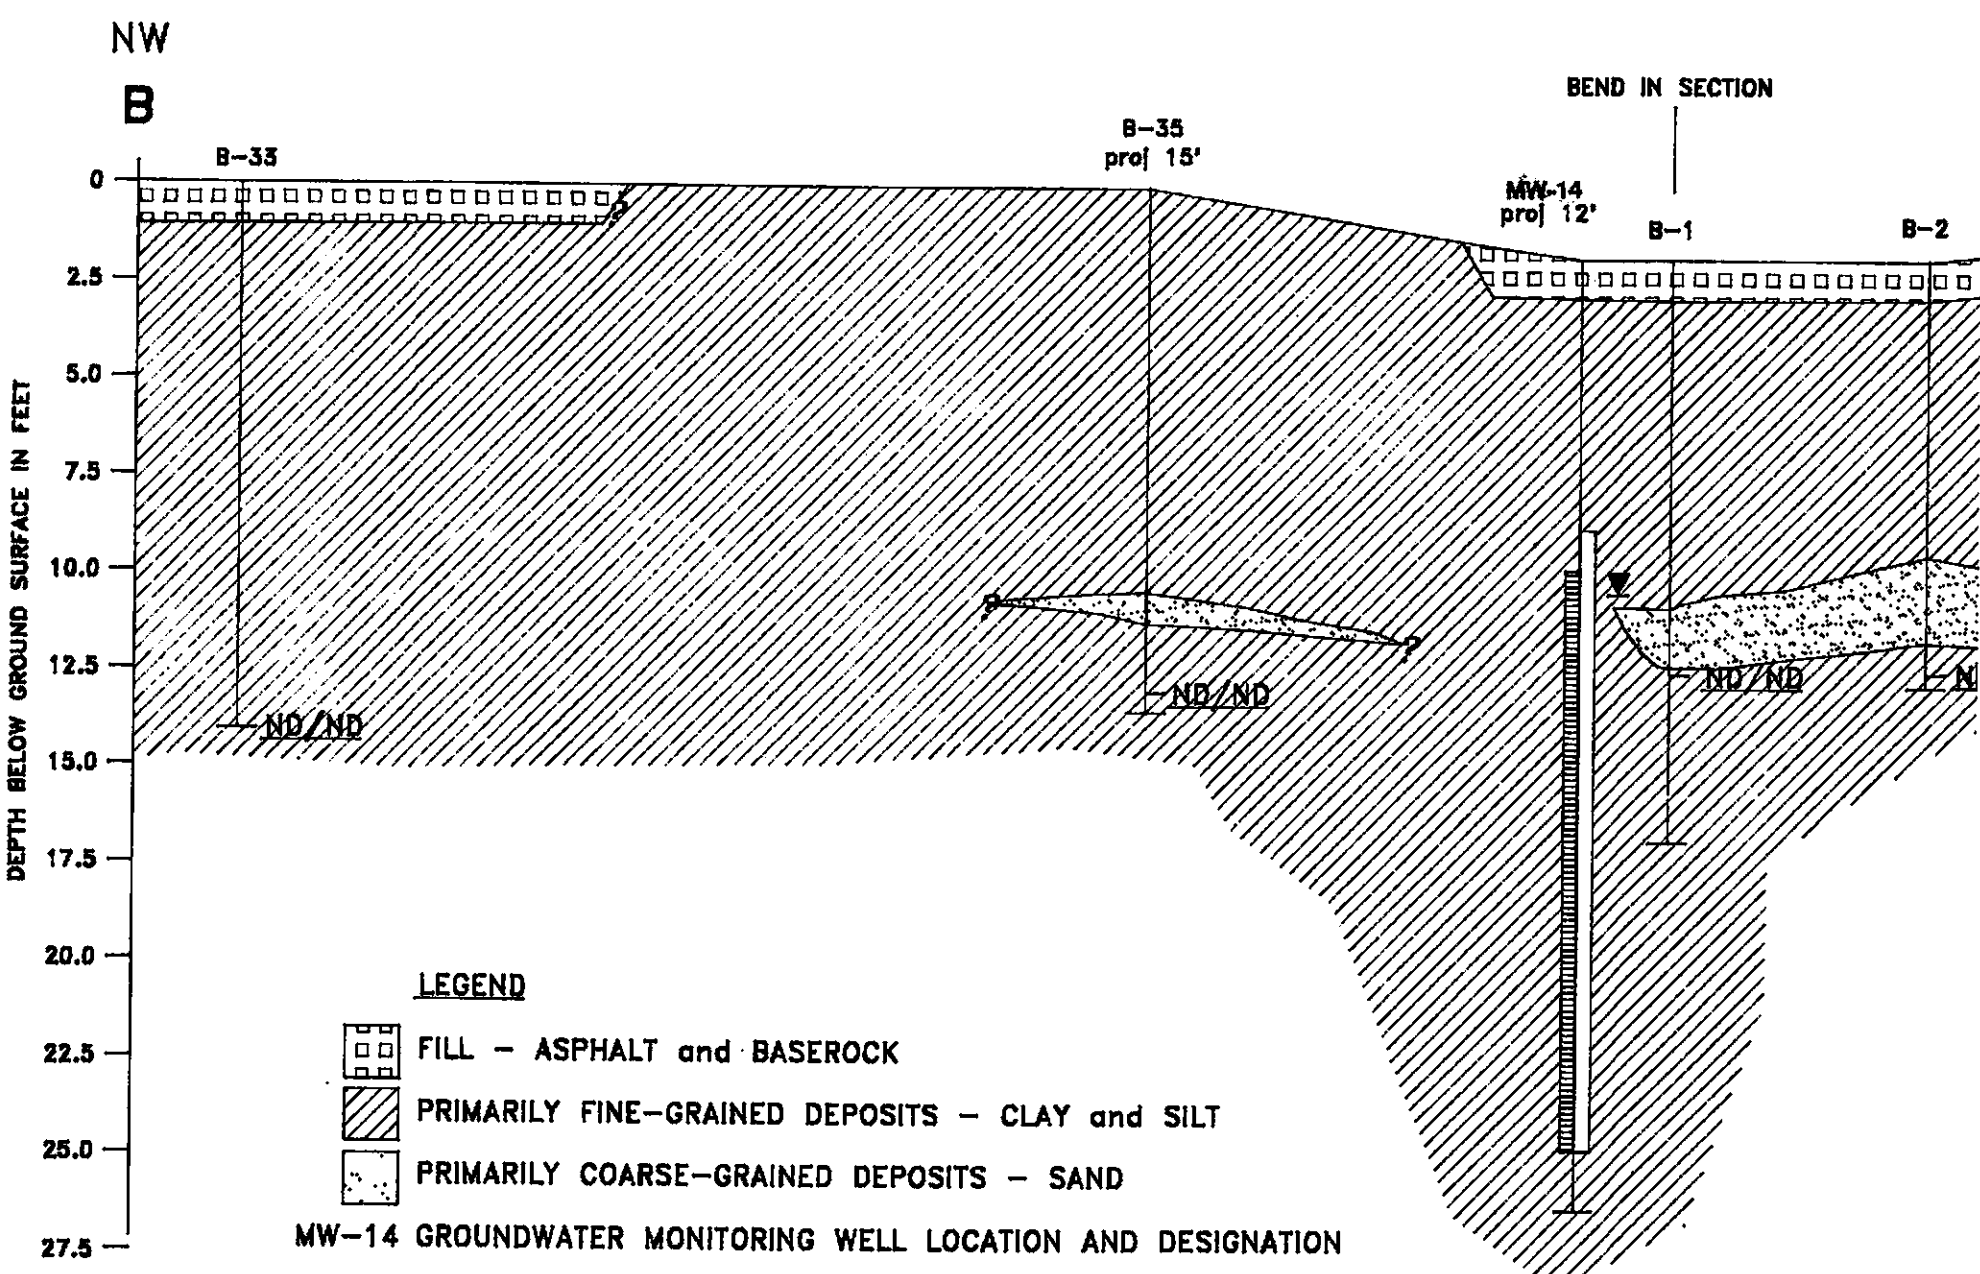 NW
B
BEND IN SECTION
B-33
B-35
proj 15'
MW-14
proj 12'
B-1
B-2
0
2.5
5.0
7.5
10.0
12.5
15.0
17.5
20.0
22.5
25.0
27.5
DEPTH BELOW GROUND SURFACE IN FEET
?
?
?
ND/ND
ND/ND
ND/ND
N
LEGEND
FILL - ASPHALT and BASEROCK
PRIMARILY FINE-GRAINED DEPOSITS - CLAY and SILT
PRIMARILY COARSE-GRAINED DEPOSITS - SAND
MW-14 GROUNDWATER MONITORING WELL LOCATION AND DESIGNATION